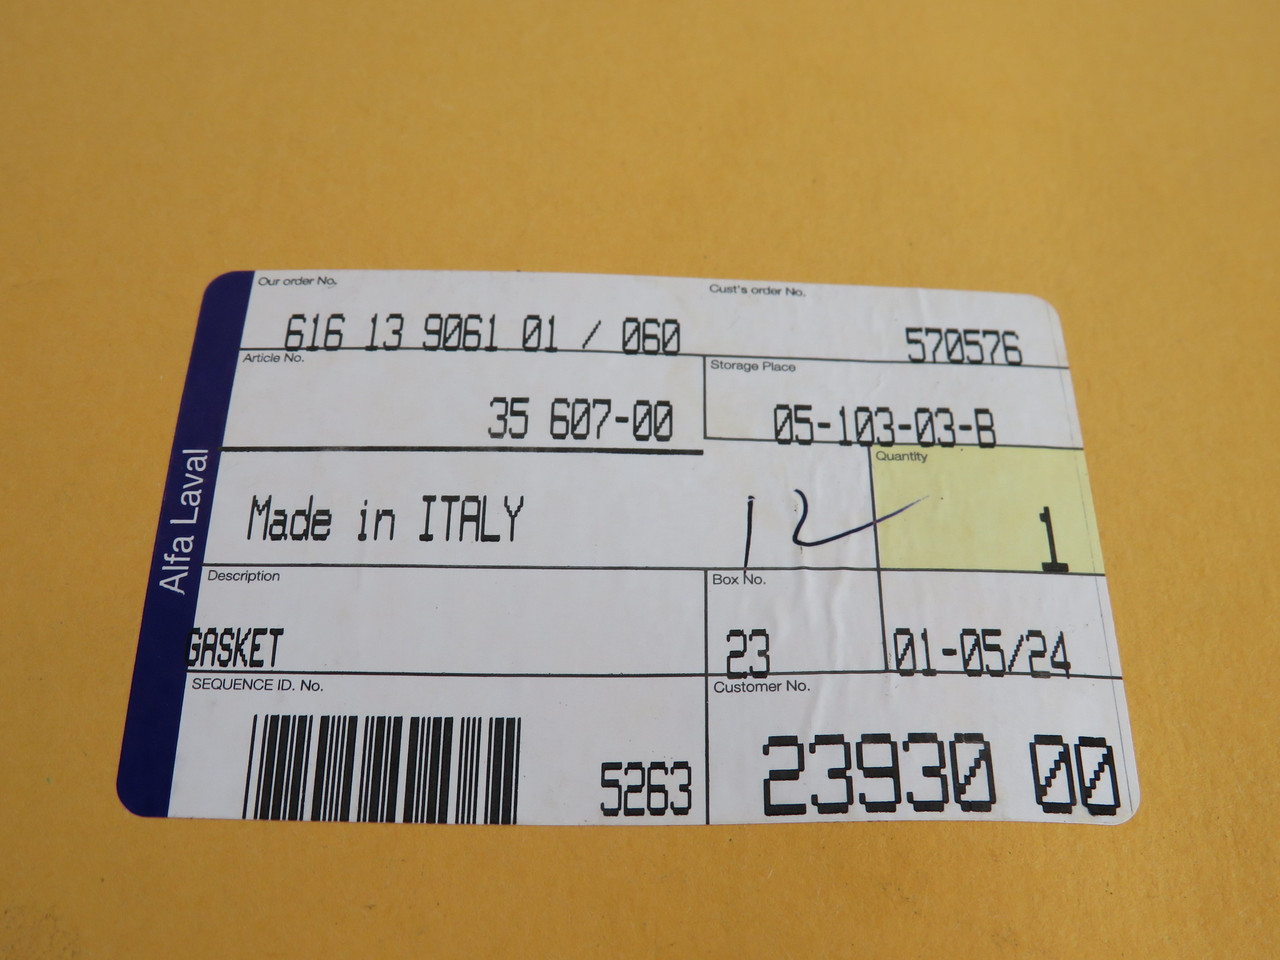 Our order No.
Cust's order No.
616 13 9061 01 / 060
570576
Article No.
Storage Place
35 607-00
05-103-03-B
Quantity
Made in ITALY
12
1
Alfa Laval
Description
Box No.
GASKET
23
01-05/24
SEQUENCE ID. No.
Customer No.
5263
23930 00